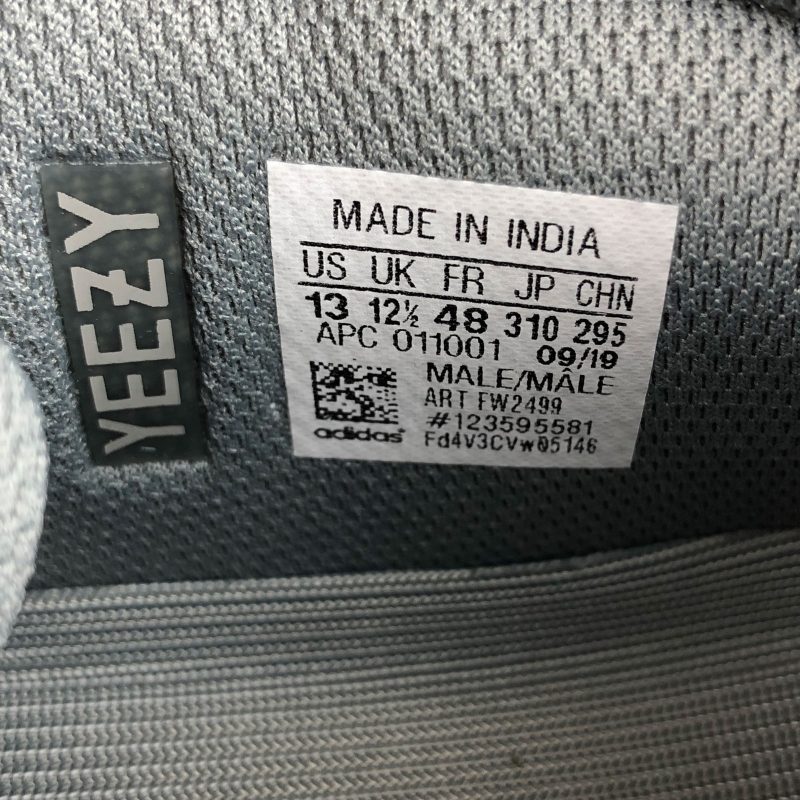 YEEZY
MADE IN INDIA
US UK FR JP CHN
13 12½ 48 310 295
APC 011001 09/19
MALE/MÂLE
ART FW2499
#123595581
adidas Fd4V3CVw05146